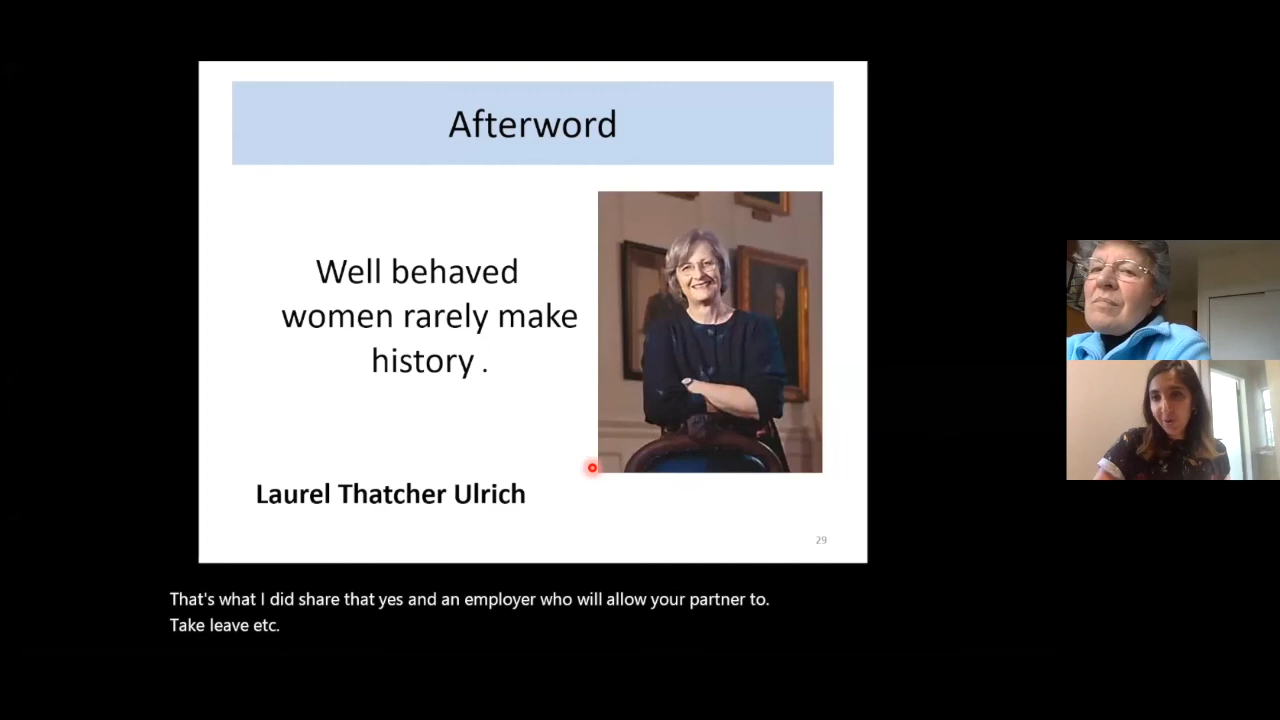 Afterword
Well behaved
women rarely make
history .
Laurel Thatcher Ulrich
29
That's what I did share that yes and an employer who will allow your partner to.
Take leave etc.